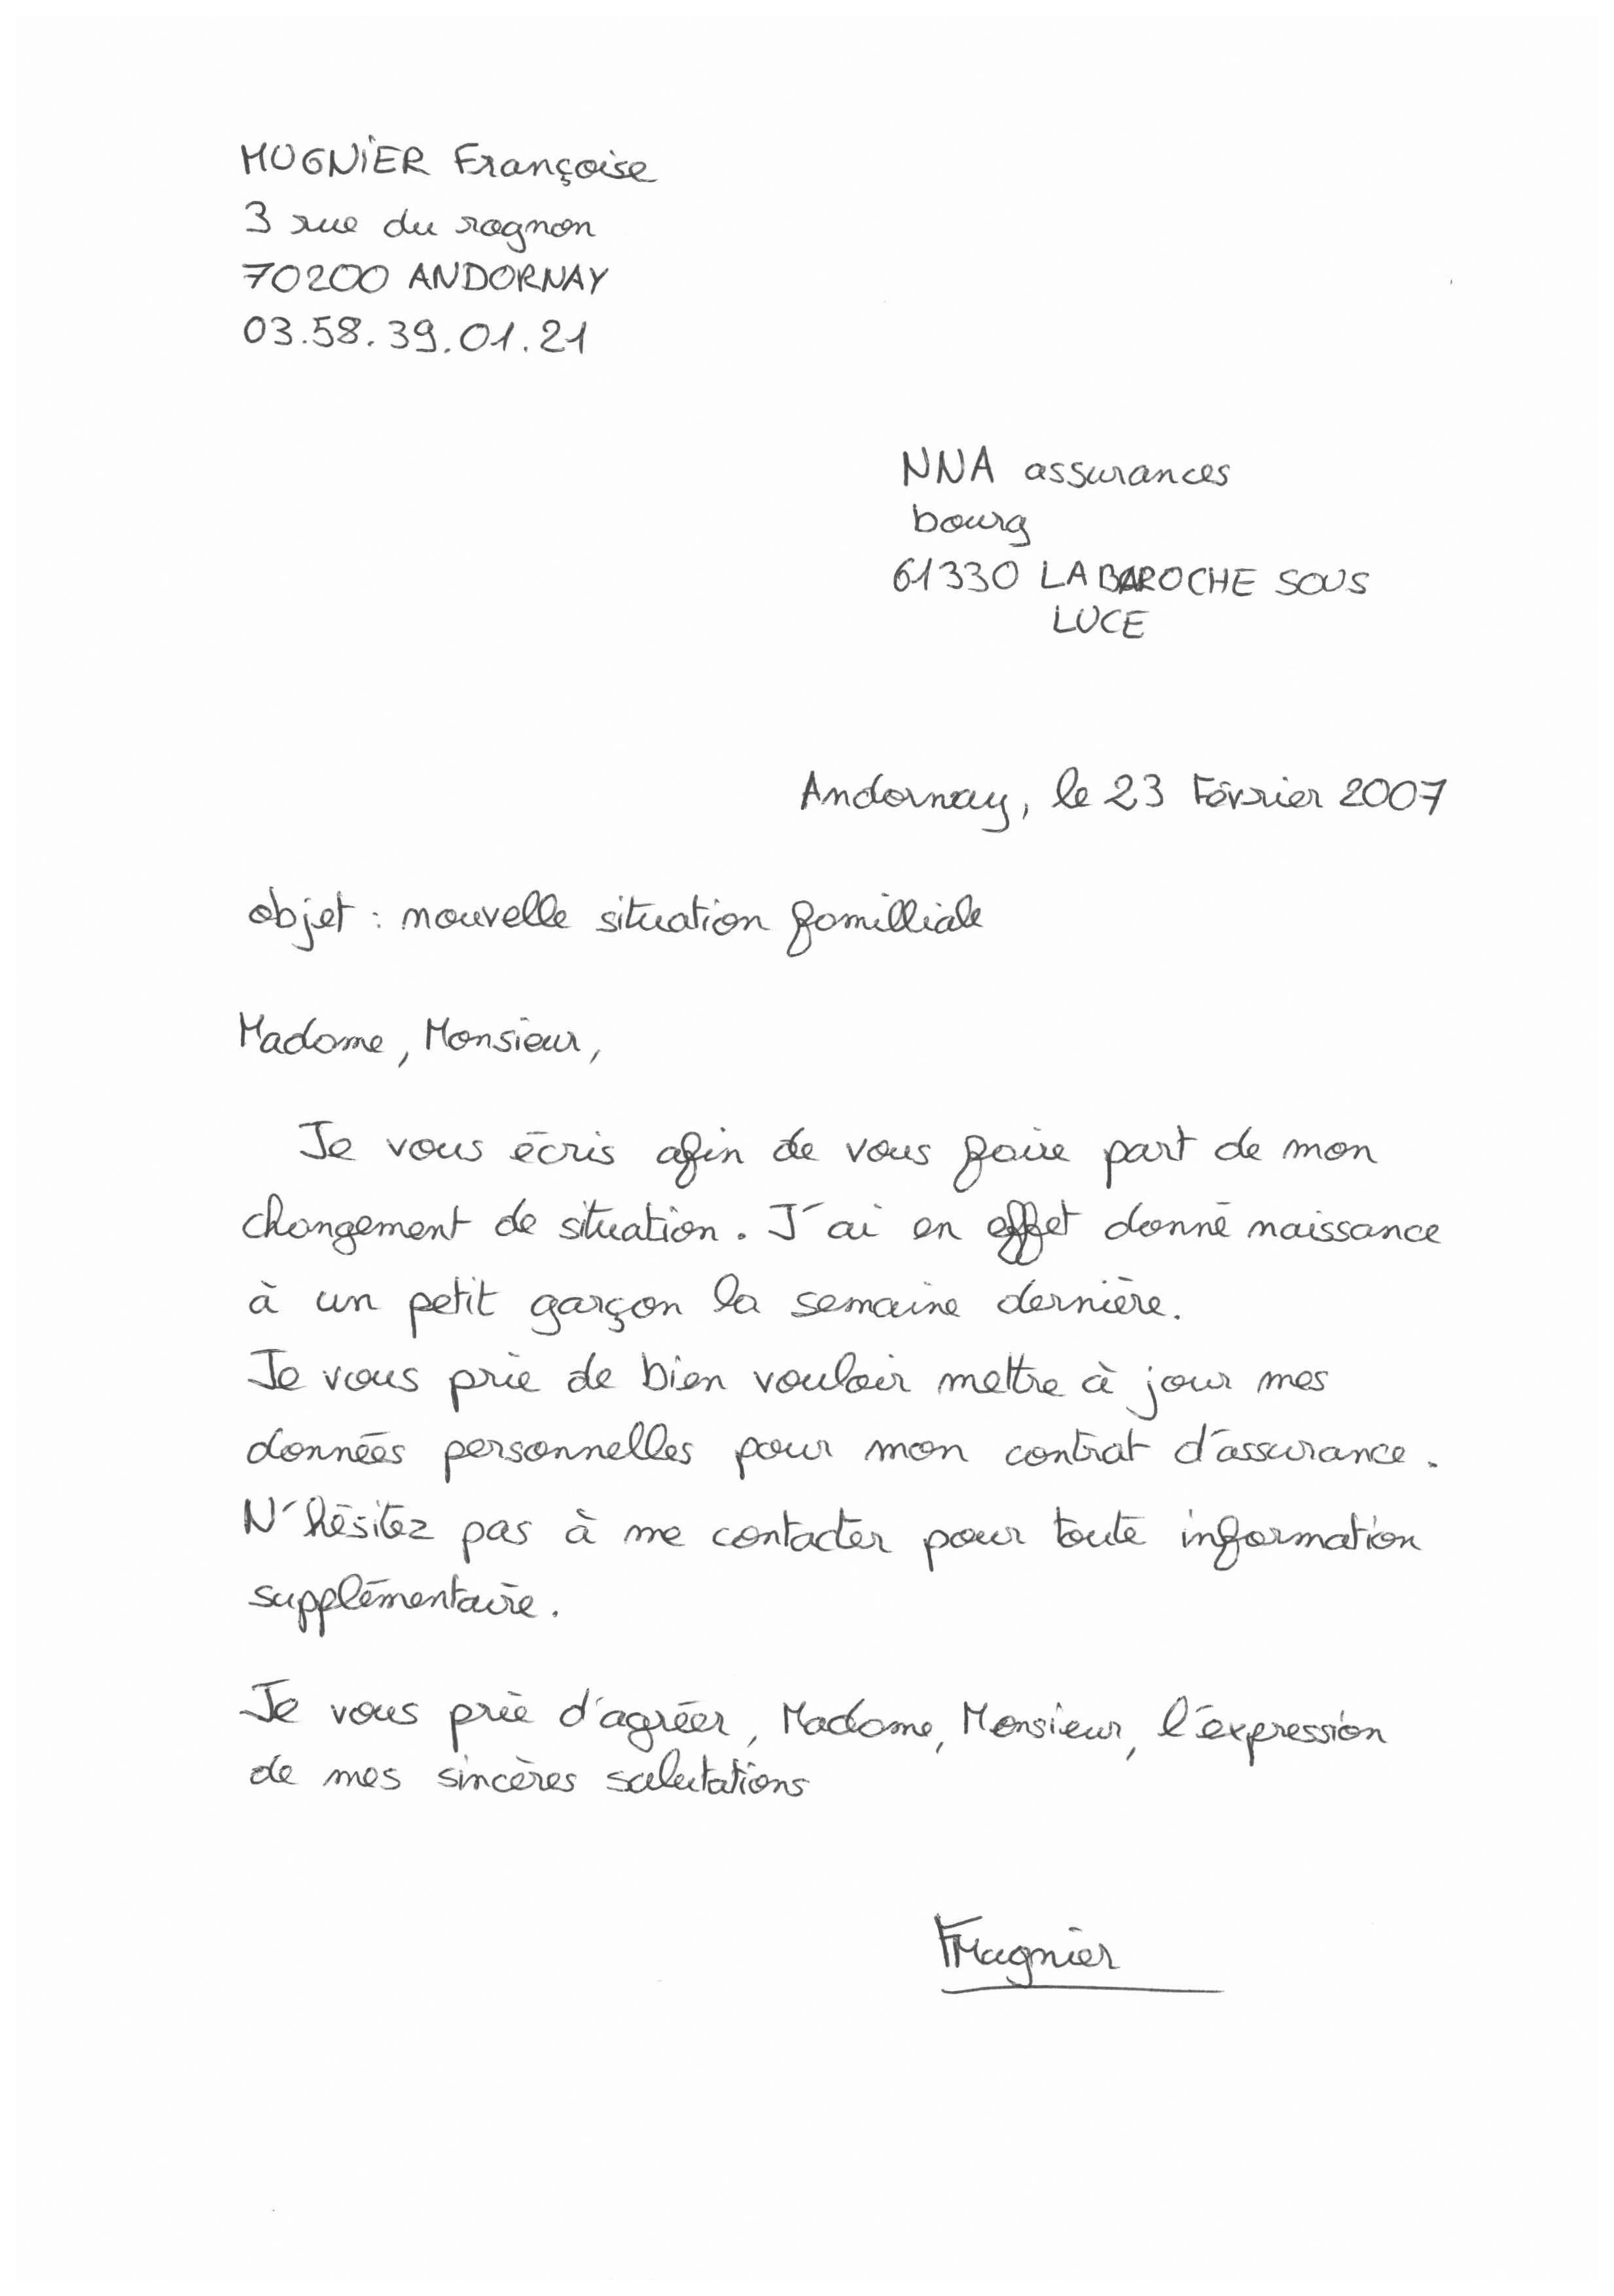 MUGNIER Françoise
3 rue du rognon
70200 ANDORNAY
03.58.39.01.21
NNA assurances
bourg
61330 LA BAROCHE SOUS
LUCE
Andornay, le 23 Février 2007
objet : nouvelle situation familliale
Madame, Monsieur,
Je vous écris afin de vous faire part de mon
changement de situation. J'ai en effet donné naissance
à un petit garçon la semaine dernière.
Je vous prie de bien vouloir mettre à jour mes
données personnelles pour mon contrat d'assurance.
N'hésitez pas à me contacter pour toute information
supplémentaire.
Je vous prie d'agréer, Madame, Monsieur, l'expression
de mes sincères salutations
FMugnier